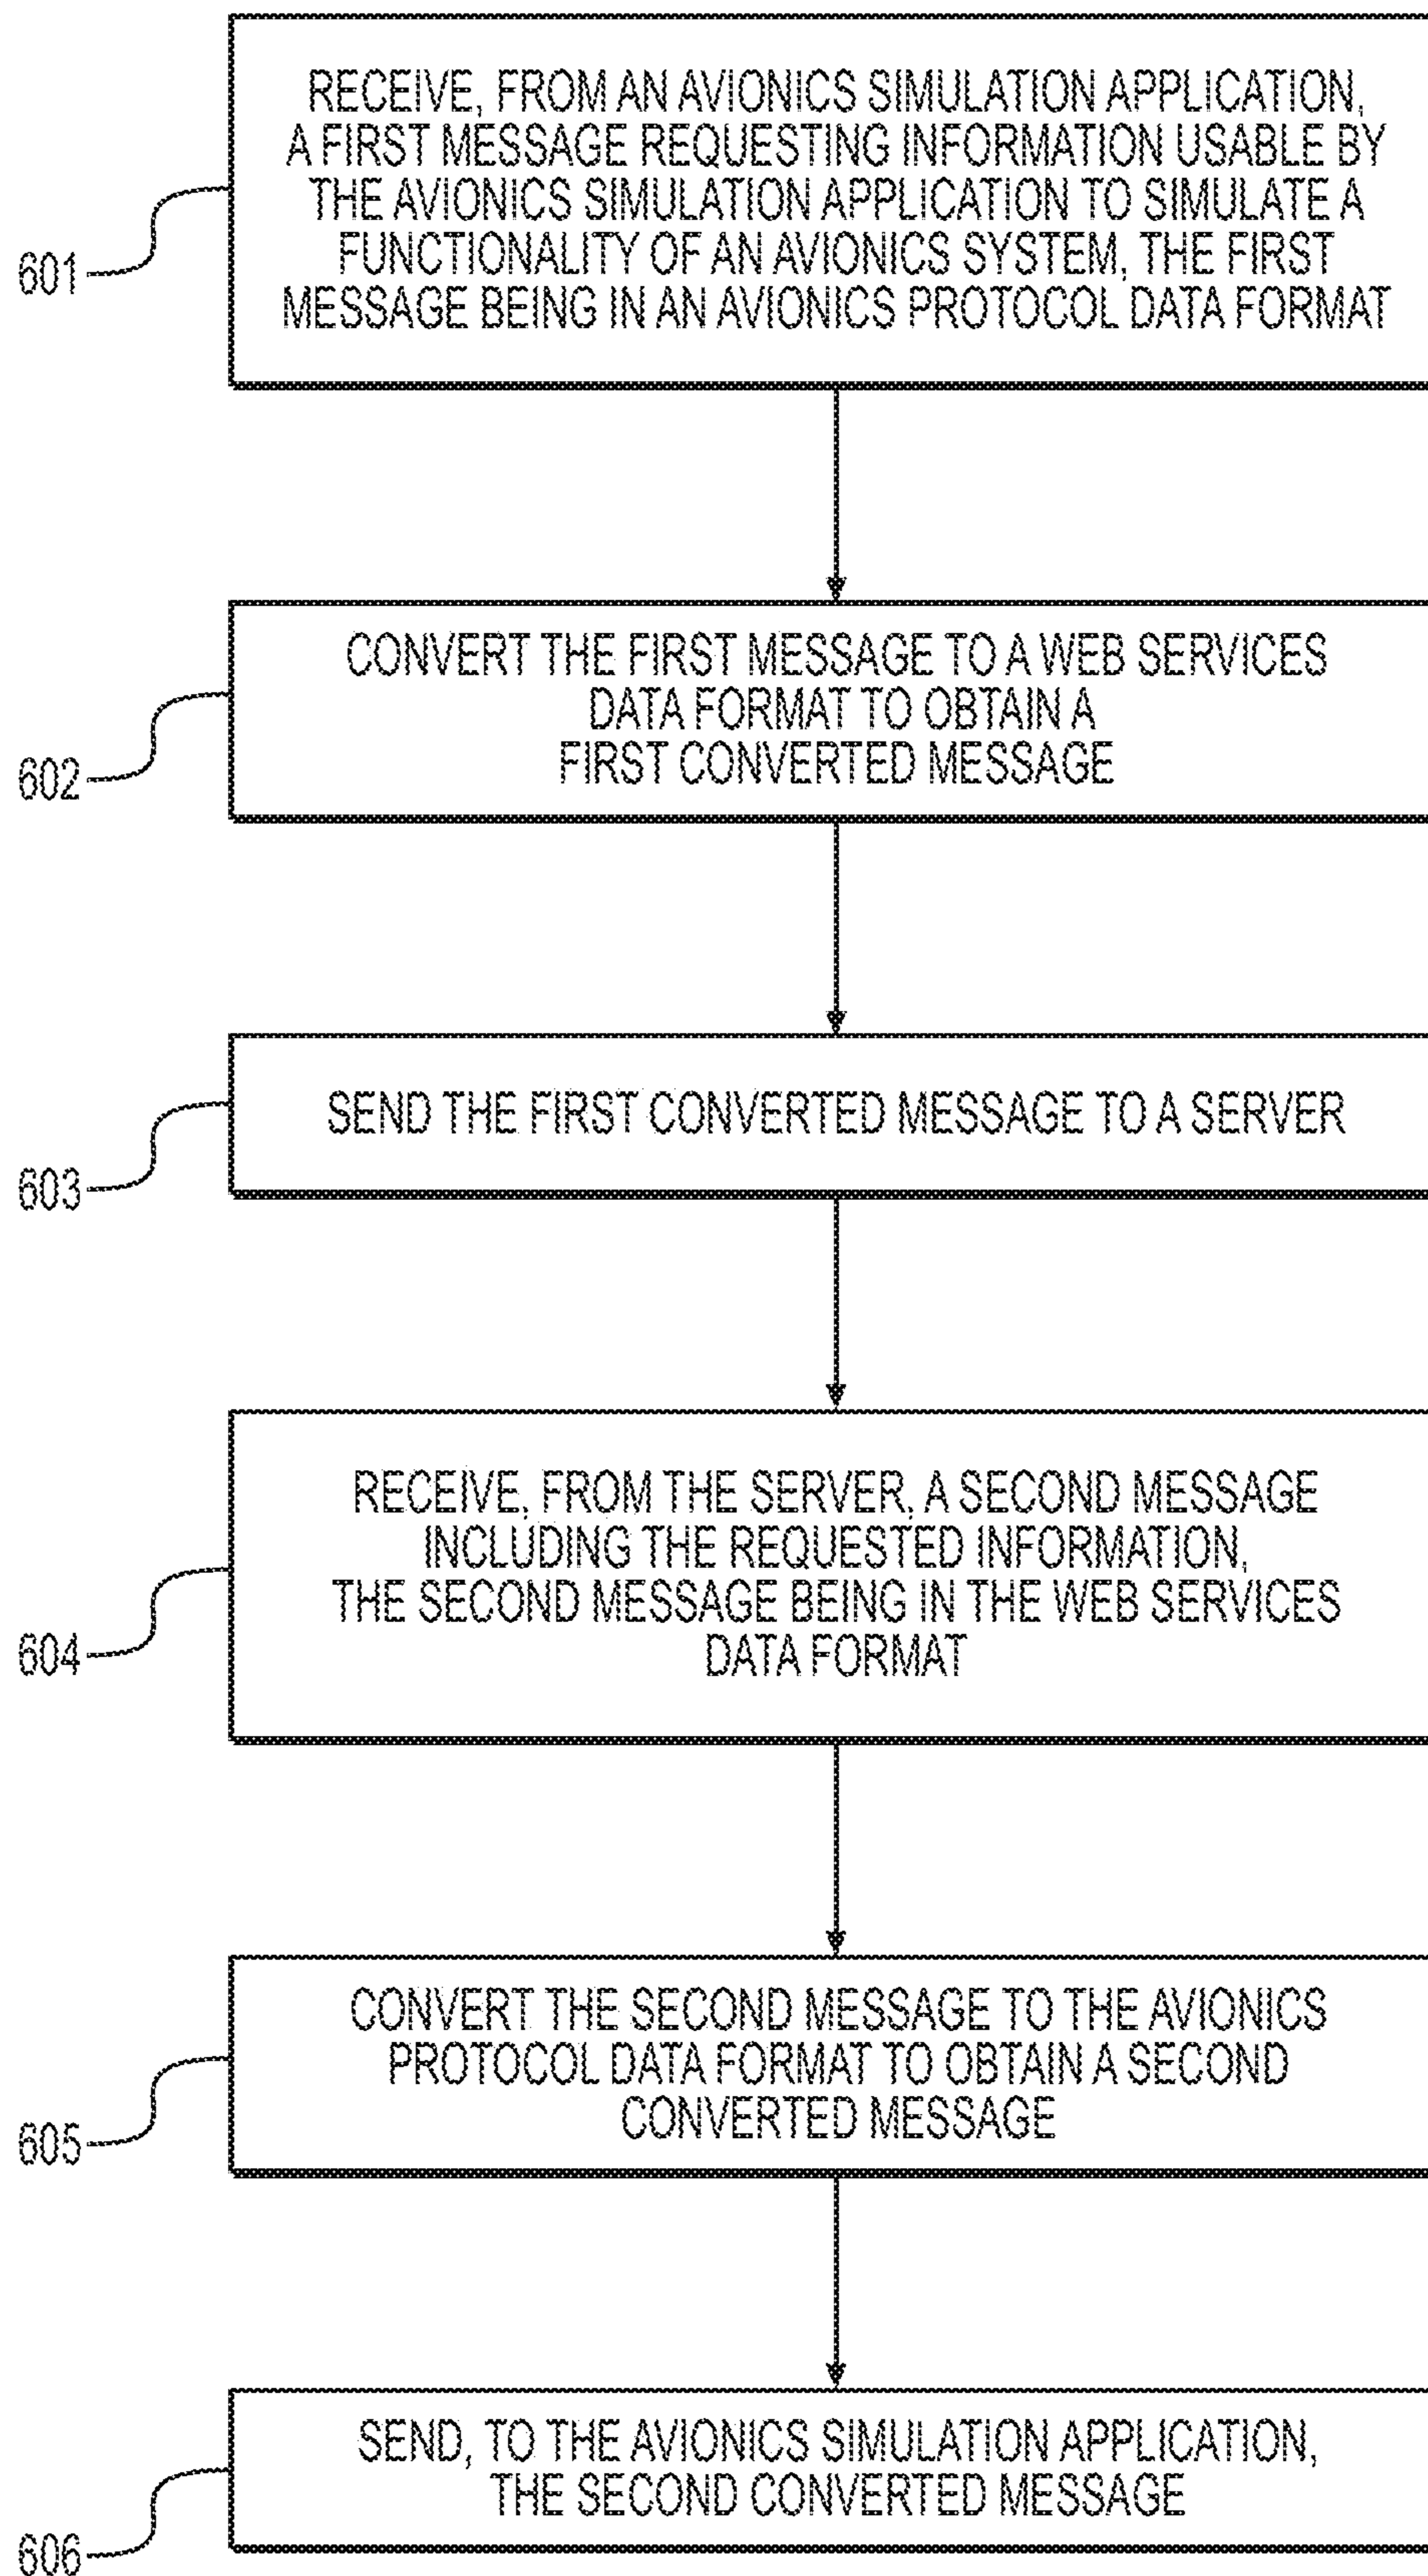 RECEIVE, FROM AN AVIONICS SIMULATION APPLICATION,
A FIRST MESSAGE REQUESTING INFORMATION USABLE BY
THE AVIONICS SIMULATION APPLICATION TO SIMULATE A
FUNCTIONALITY OF AN AVIONICS SYSTEM, THE FIRST
MESSAGE BEING IN AN AVIONICS PROTOCOL DATA FORMAT
601
CONVERT THE FIRST MESSAGE TO A WEB SERVICES
DATA FORMAT TO OBTAIN A
FIRST CONVERTED MESSAGE
602
SEND THE FIRST CONVERTED MESSAGE TO A SERVER
603
RECEIVE, FROM THE SERVER, A SECOND MESSAGE
INCLUDING THE REQUESTED INFORMATION,
THE SECOND MESSAGE BEING IN THE WEB SERVICES
DATA FORMAT
604
CONVERT THE SECOND MESSAGE TO THE AVIONICS
PROTOCOL DATA FORMAT TO OBTAIN A SECOND
CONVERTED MESSAGE
605
SEND, TO THE AVIONICS SIMULATION APPLICATION,
THE SECOND CONVERTED MESSAGE
606